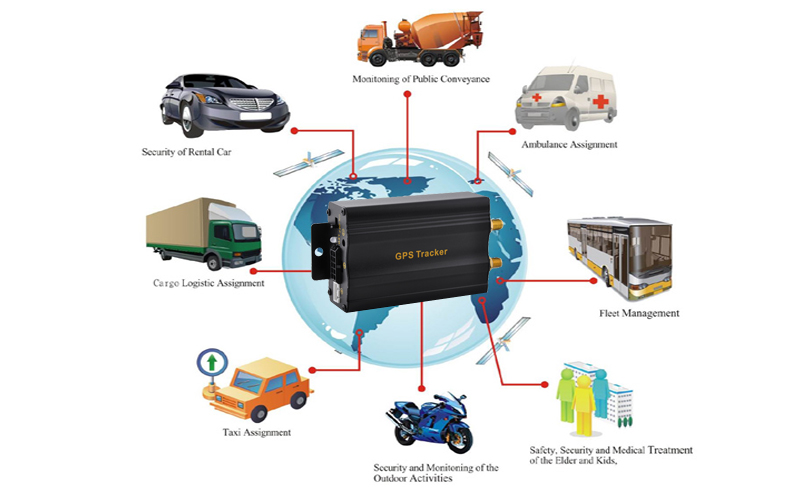 Monitoning of Public Conveyance
Security of Rental Car
Ambulance Assignment
GPS Tracker
Cargo Logistic Assignment
Fleet Management
Taxi Assignment
Safety, Security and Medical Treatment
of the Elder and Kids,
Security and Monitoring of the
Outdoor Activities